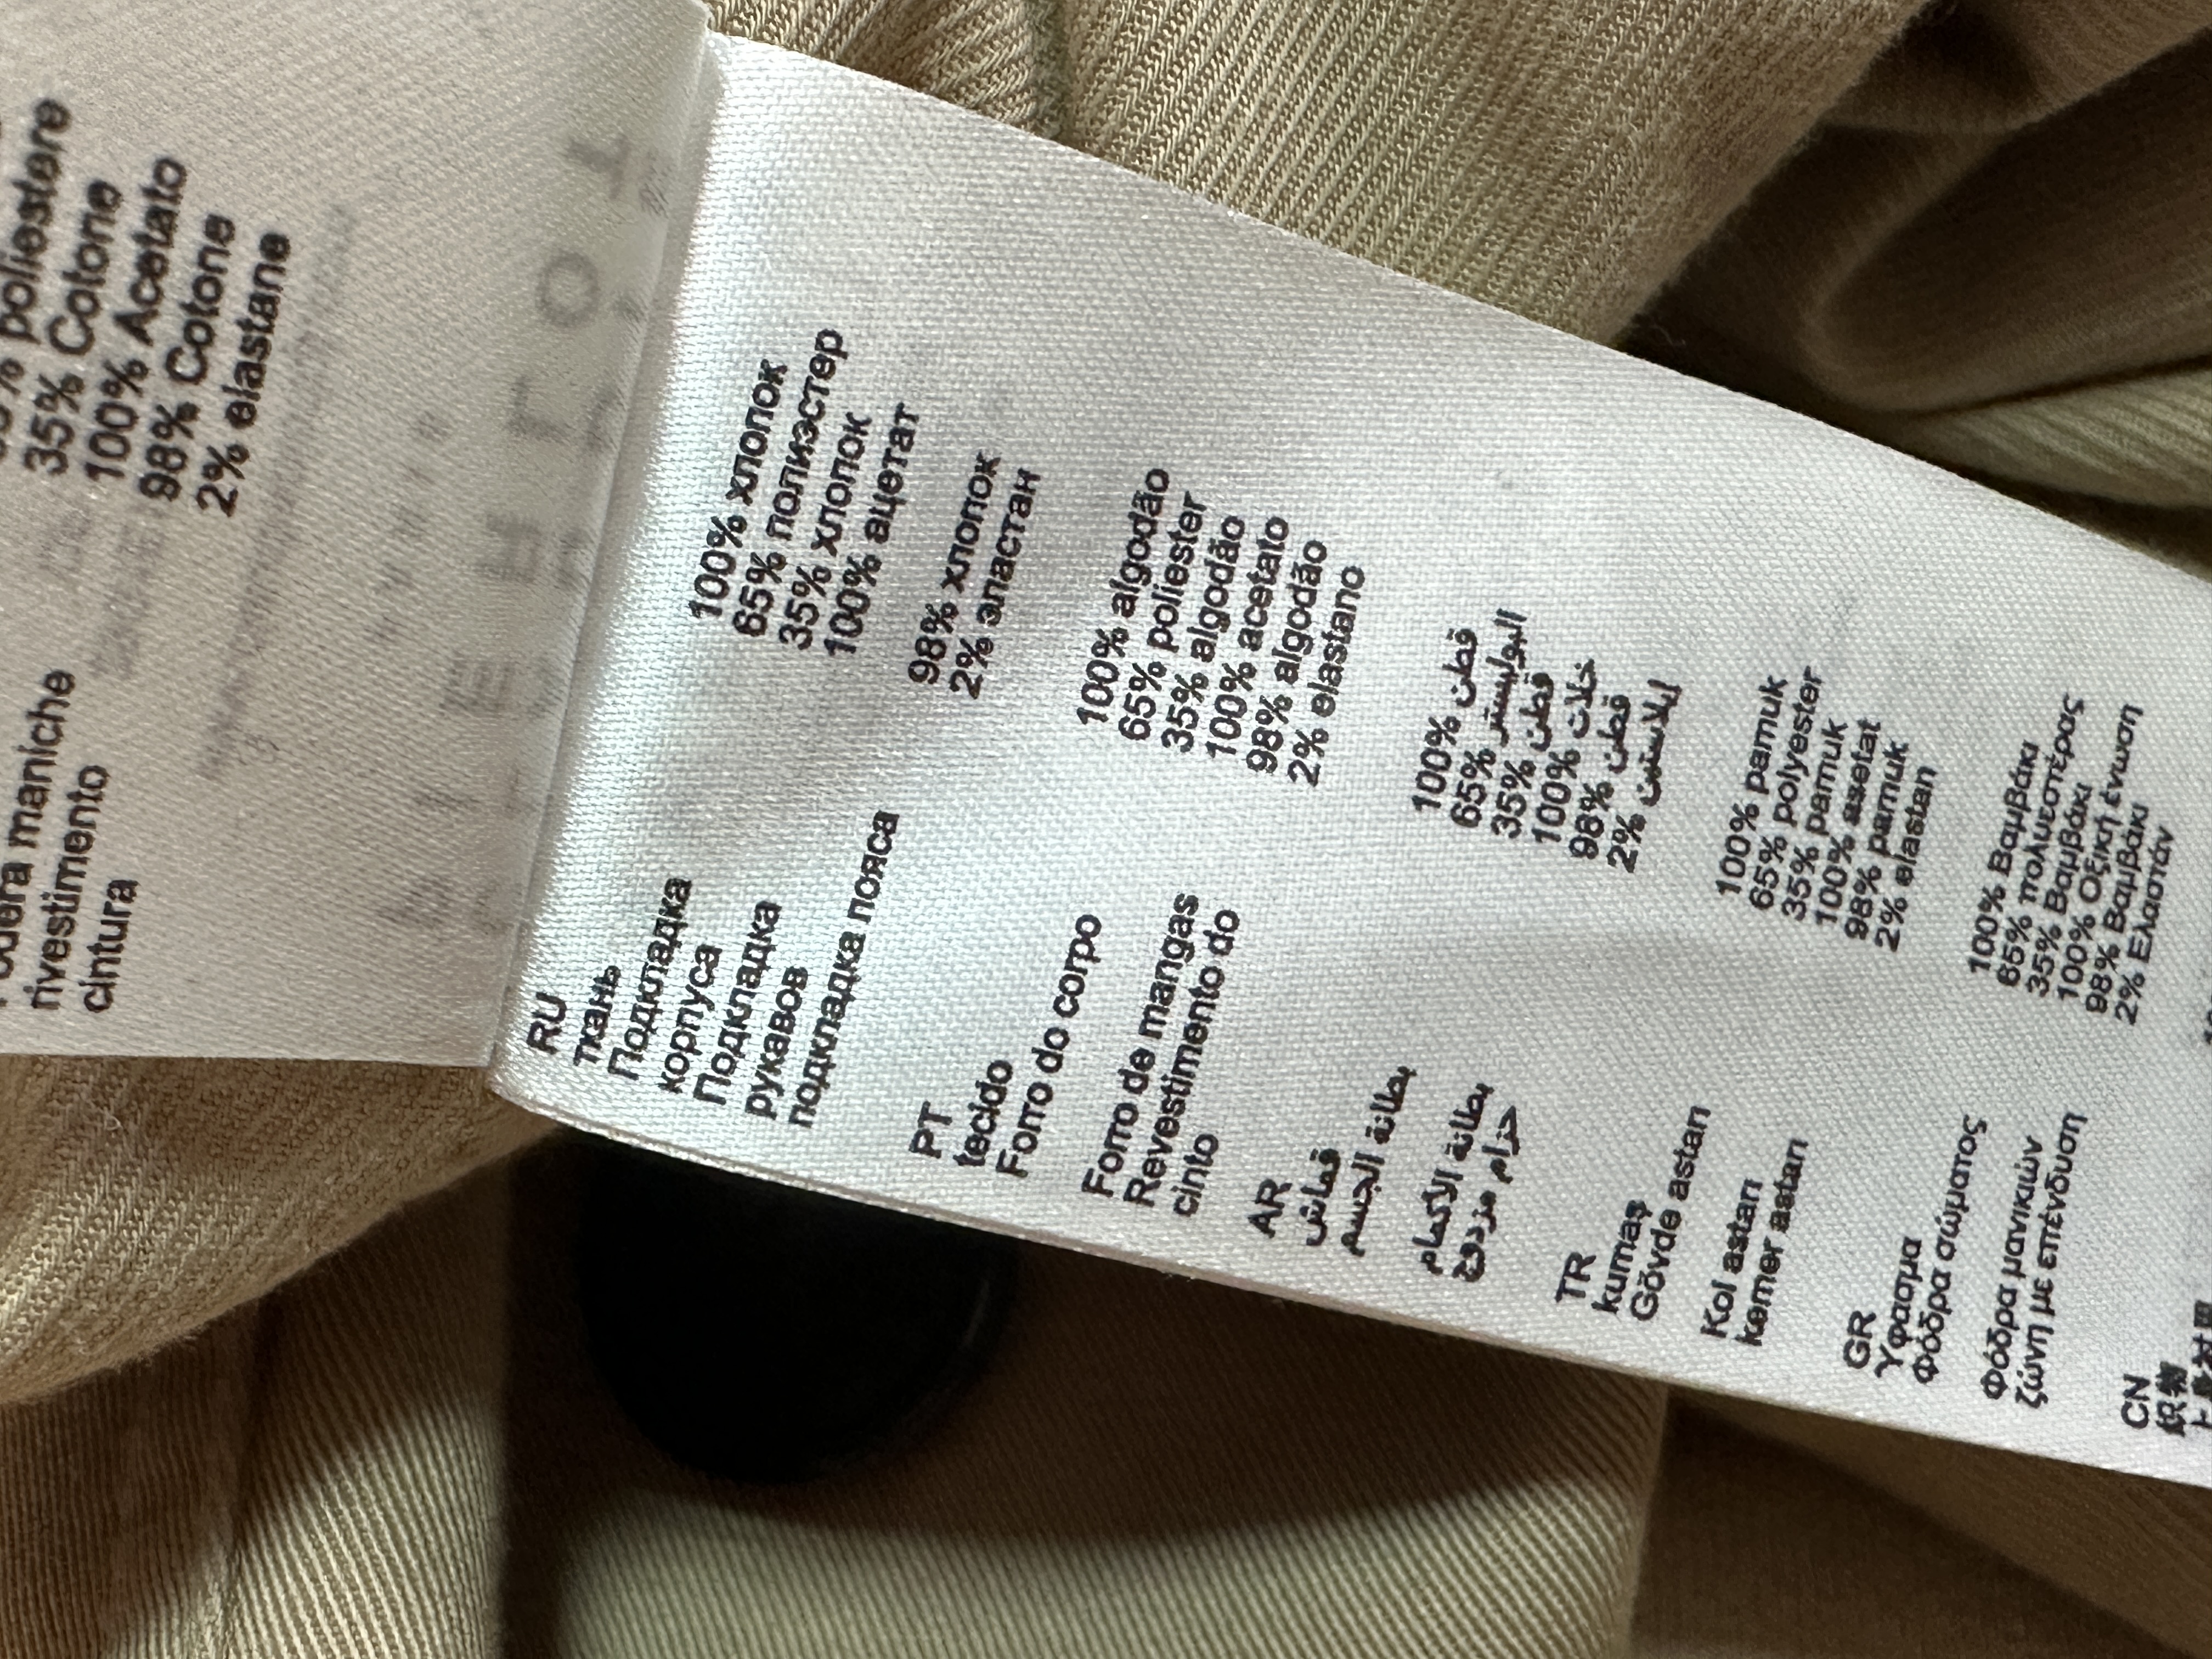 poliestere
35% Cotone
100% Acetato
98% Cotone
2% elastane
maniche
rivestimento
cintura
RU
ткань 100% хлопок
Подкладка 65% полиэстер
корпуса 35% хлопок
Подкладка 100% ацетат
рукавов
подкладка пояса 98% хлопок
2% эластан
PT
tecido 100% algodão
Forro do corpo 65% poliester
35% algodão
Forro de mangas 100% acetato
Revestimento do 98% algodão
cinto 2% elastano
AR
قماش 100% قطن
بطانة الجسم 65% البوليستر
35% قطن
بطانة الأكمام 100% خلات
حزام مزدوج 98% قطن
2% ايلاستين
TR
kumaş 100% pamuk
Gövde astarı 65% polyester
35% pamuk
Kol astarı 100% asetat
kemer astarı 98% pamuk
2% elastan
GR
Ύφασμα 100% Βαμβάκι
Φόδρα σώματος 65% πολυεστέρας
35% Βαμβάκι
Φόδρα μανικιών 100% Οξική ένωση
ζώνη με επένδυση 98% Βαμβάκι
2% Ελαστάν
CN
织物